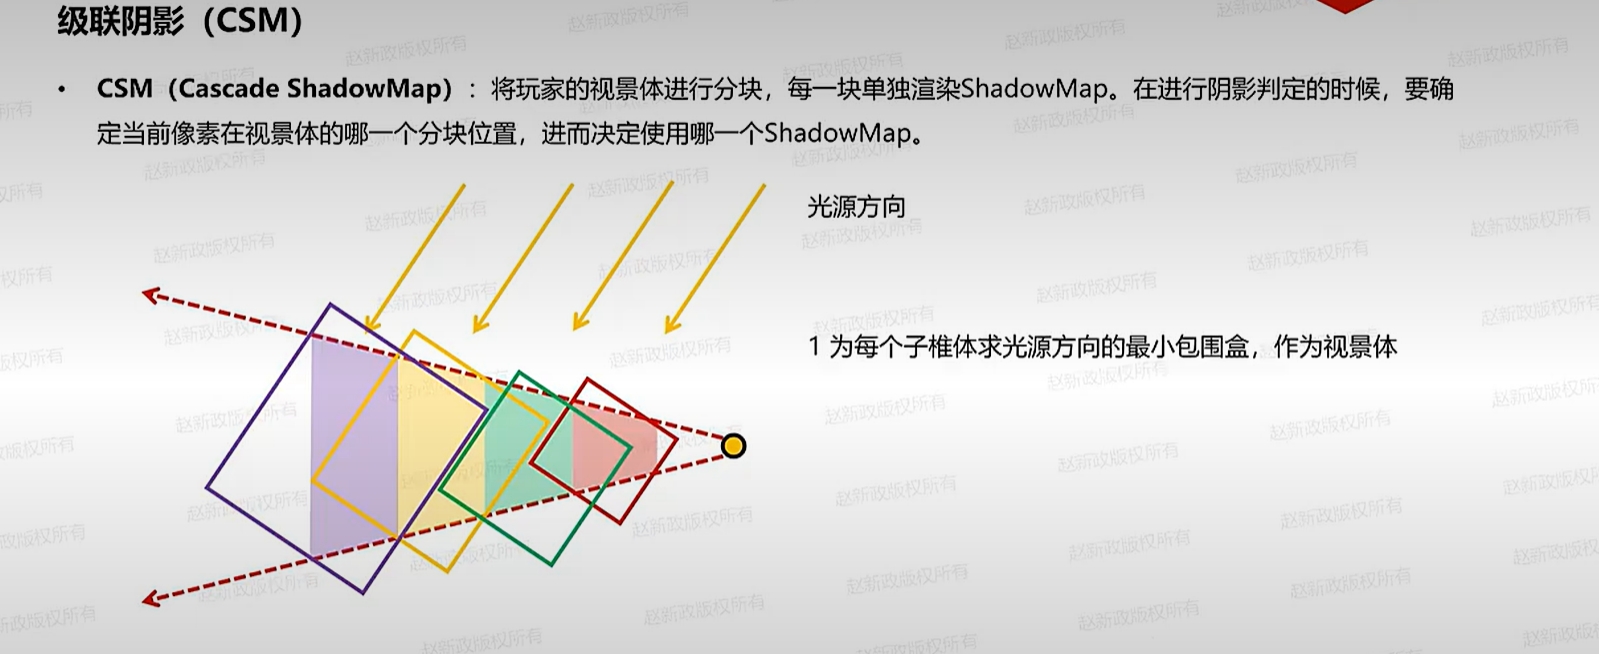 级联阴影（CSM）
• CSM（Cascade ShadowMap）：将玩家的视景体进行分块，每一块单独渲染ShadowMap。在进行阴影判定的时候，要确
定当前像素在视景体的哪一个分块位置，进而决定使用哪一个ShadowMap。
光源方向
1 为每个子椎体求光源方向的最小包围盒，作为视景体
赵新政版权所有